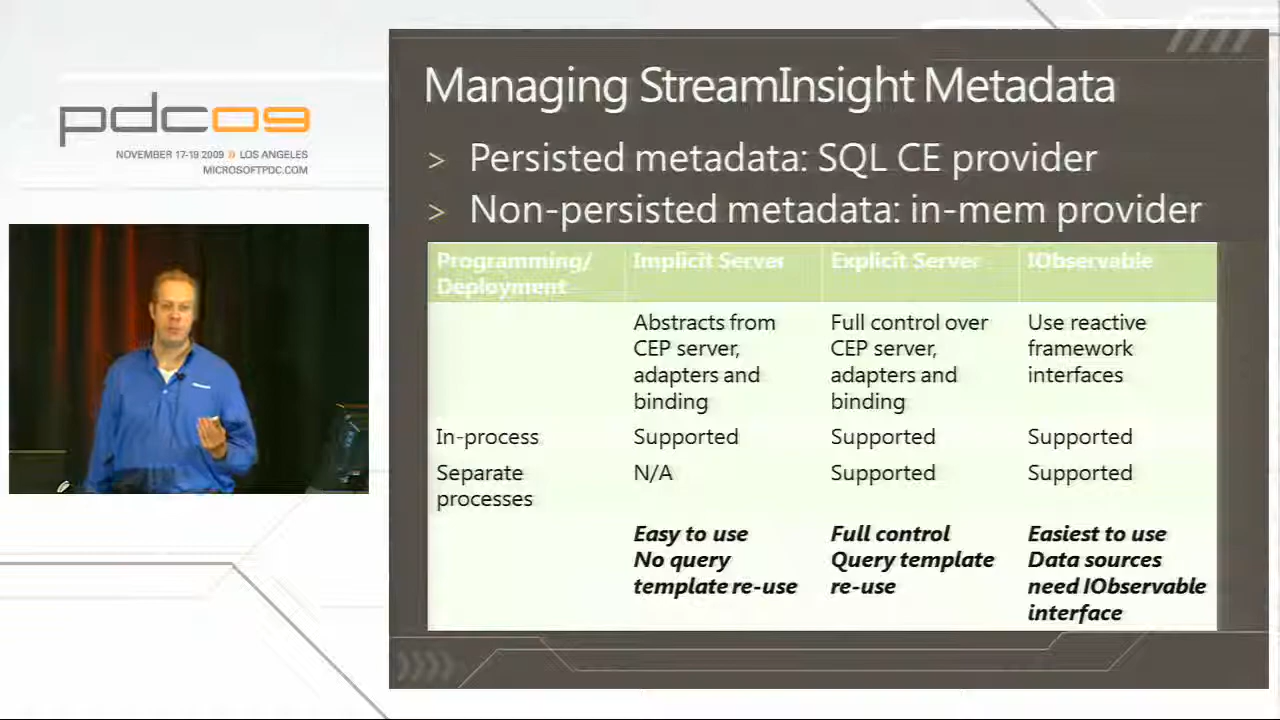 pdc09
NOVEMBER 17-19 2009 » LOS ANGELES
MICROSOFTPDC.COM
Managing StreamInsight Metadata
> Persisted metadata: SQL CE provider
> Non-persisted metadata: in-mem provider
Programming/
Deployment
Implicit Server
Explicit Server
IObservable
Abstracts from
CEP server,
adapters and
binding
Full control over
CEP server,
adapters and
binding
Use reactive
framework
interfaces
In-process
Supported
Supported
Supported
Separate
processes
N/A
Supported
Supported
Easy to use
No query
template re-use
Full control
Query template
re-use
Easiest to use
Data sources
need IObservable
interface